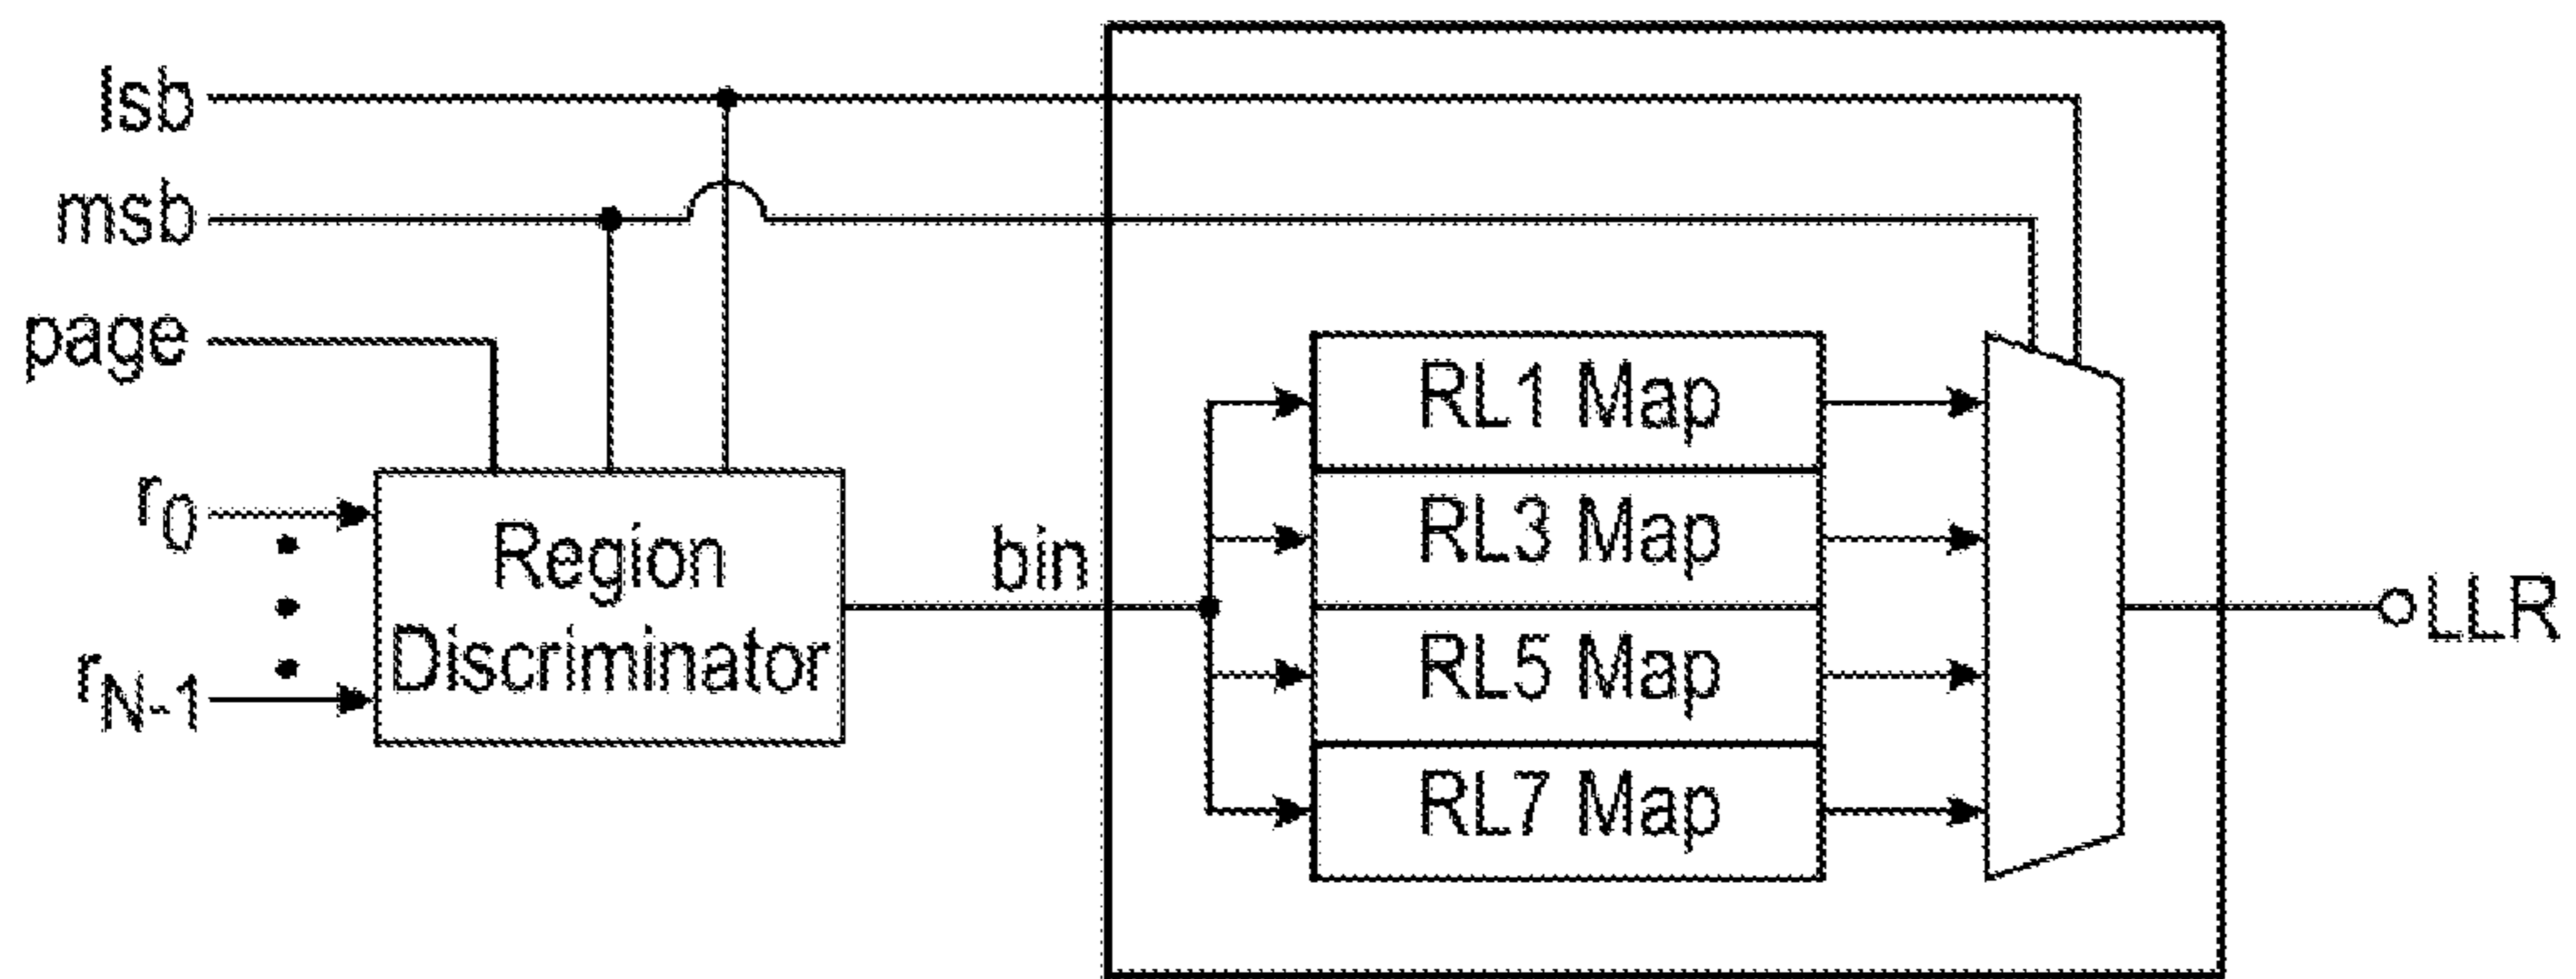 lsb
msb
page
r0
rN-1
Region
Discriminator
bin
RL1 Map
RL3 Map
RL5 Map
RL7 Map
LLR